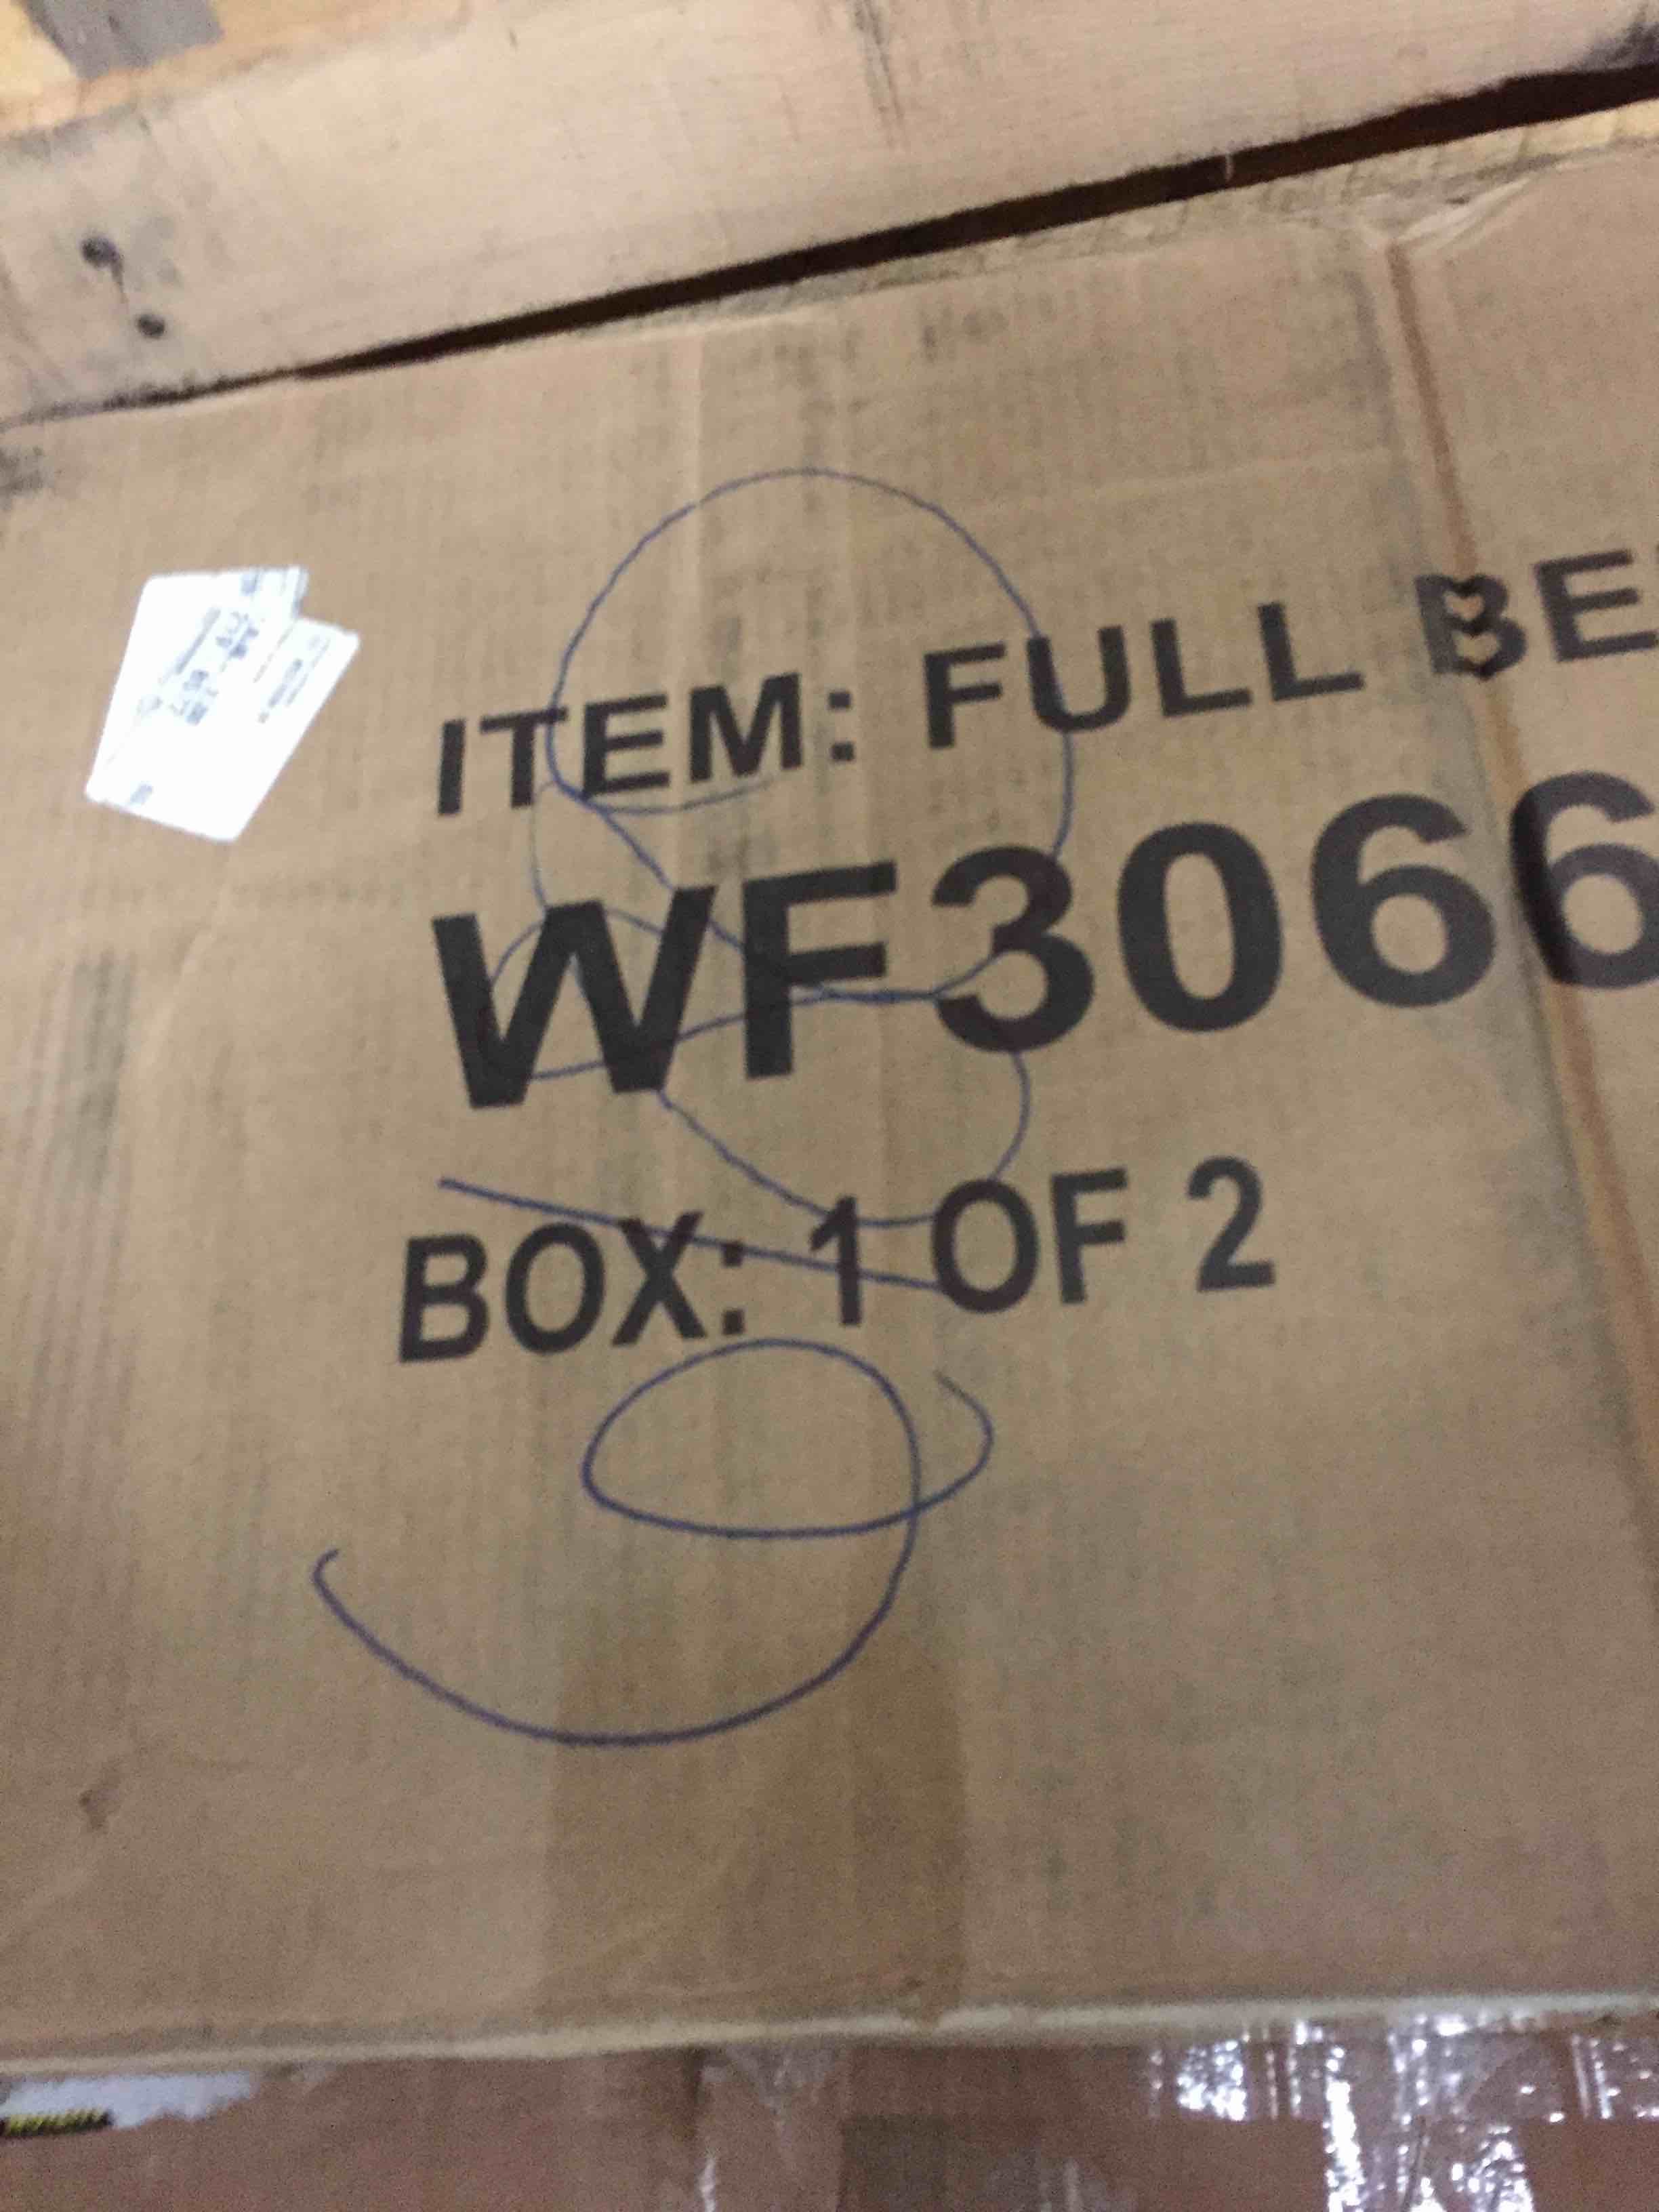 ITEM: FULL BE
WF3066
BOX: 1 OF 2